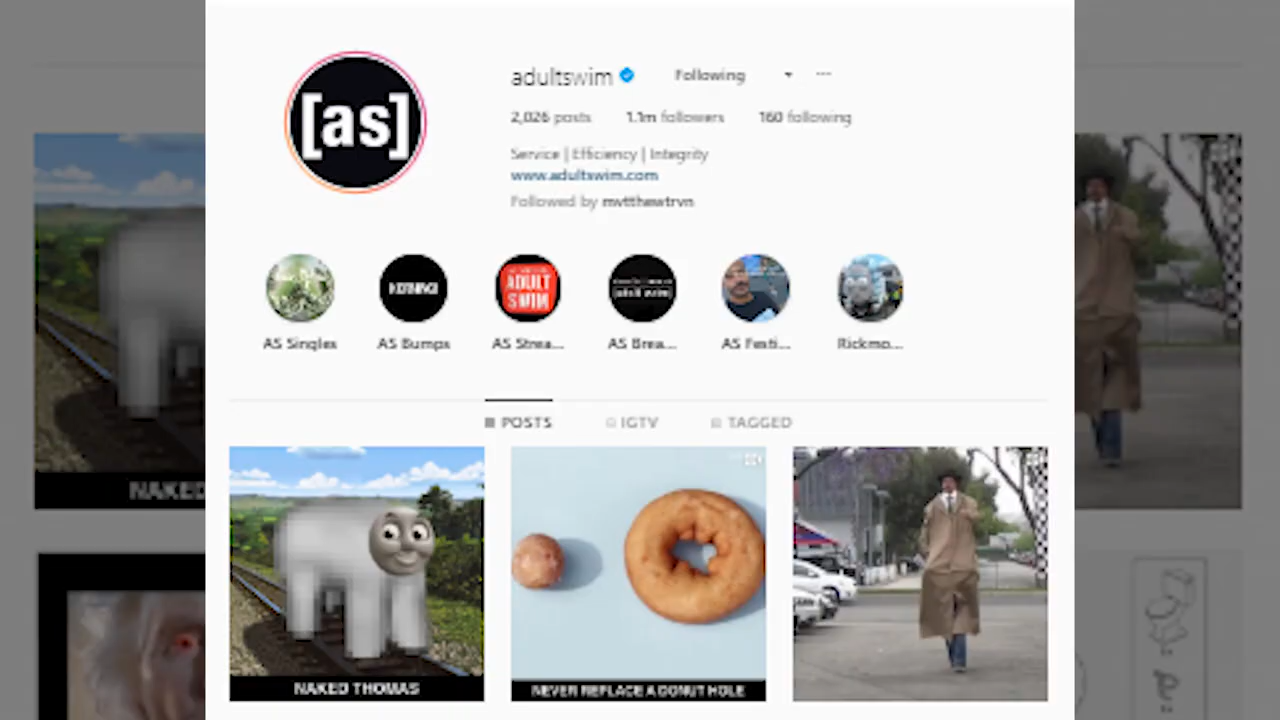 [as]
adultswim Following
2,026 posts 1.1m followers 160 following
Service | Efficiency | Integrity
www.adultswim.com
Followed by mvtthewtrvn
ADULT
SWIM
AS Singles AS Bumps AS Strea... AS Brea... AS Festi... Rickmo...
POSTS IGTV TAGGED
NAKED
NAKED THOMAS
NEVER REPLACE A DONUT HOLE